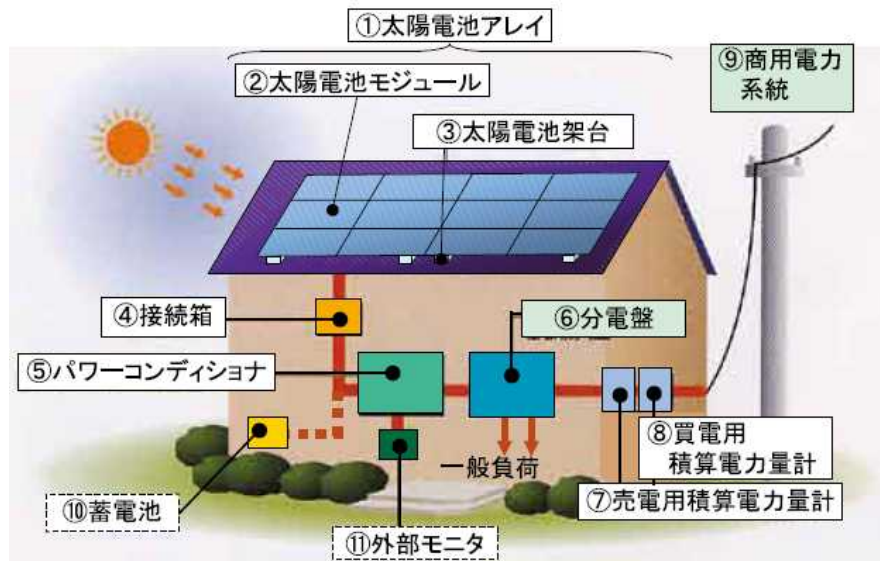 ①太陽電池アレイ
②太陽電池モジュール
③太陽電池架台
⑨商用電力
系統
④接続箱
⑥分電盤
⑤パワーコンディショナ
一般負荷
⑧買電用
積算電力量計
⑦売電用積算電力量計
⑩蓄電池
⑪外部モニタ